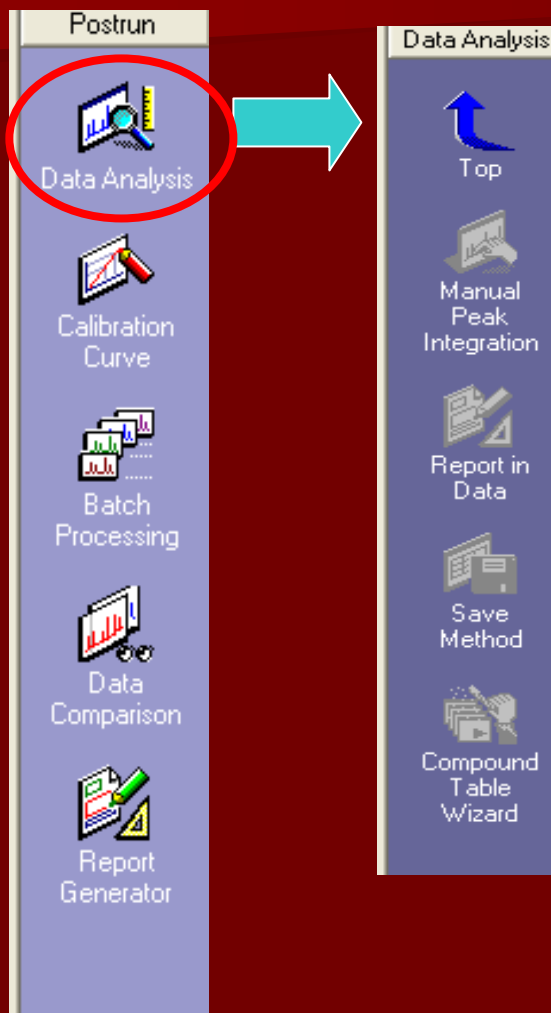 Postrun
Data Analysis
Calibration
Curve
Batch
Processing
Data
Comparison
Report
Generator
Data Analysis
Top
Manual
Peak
Integration
Report in
Data
Save
Method
Compound
Table
Wizard